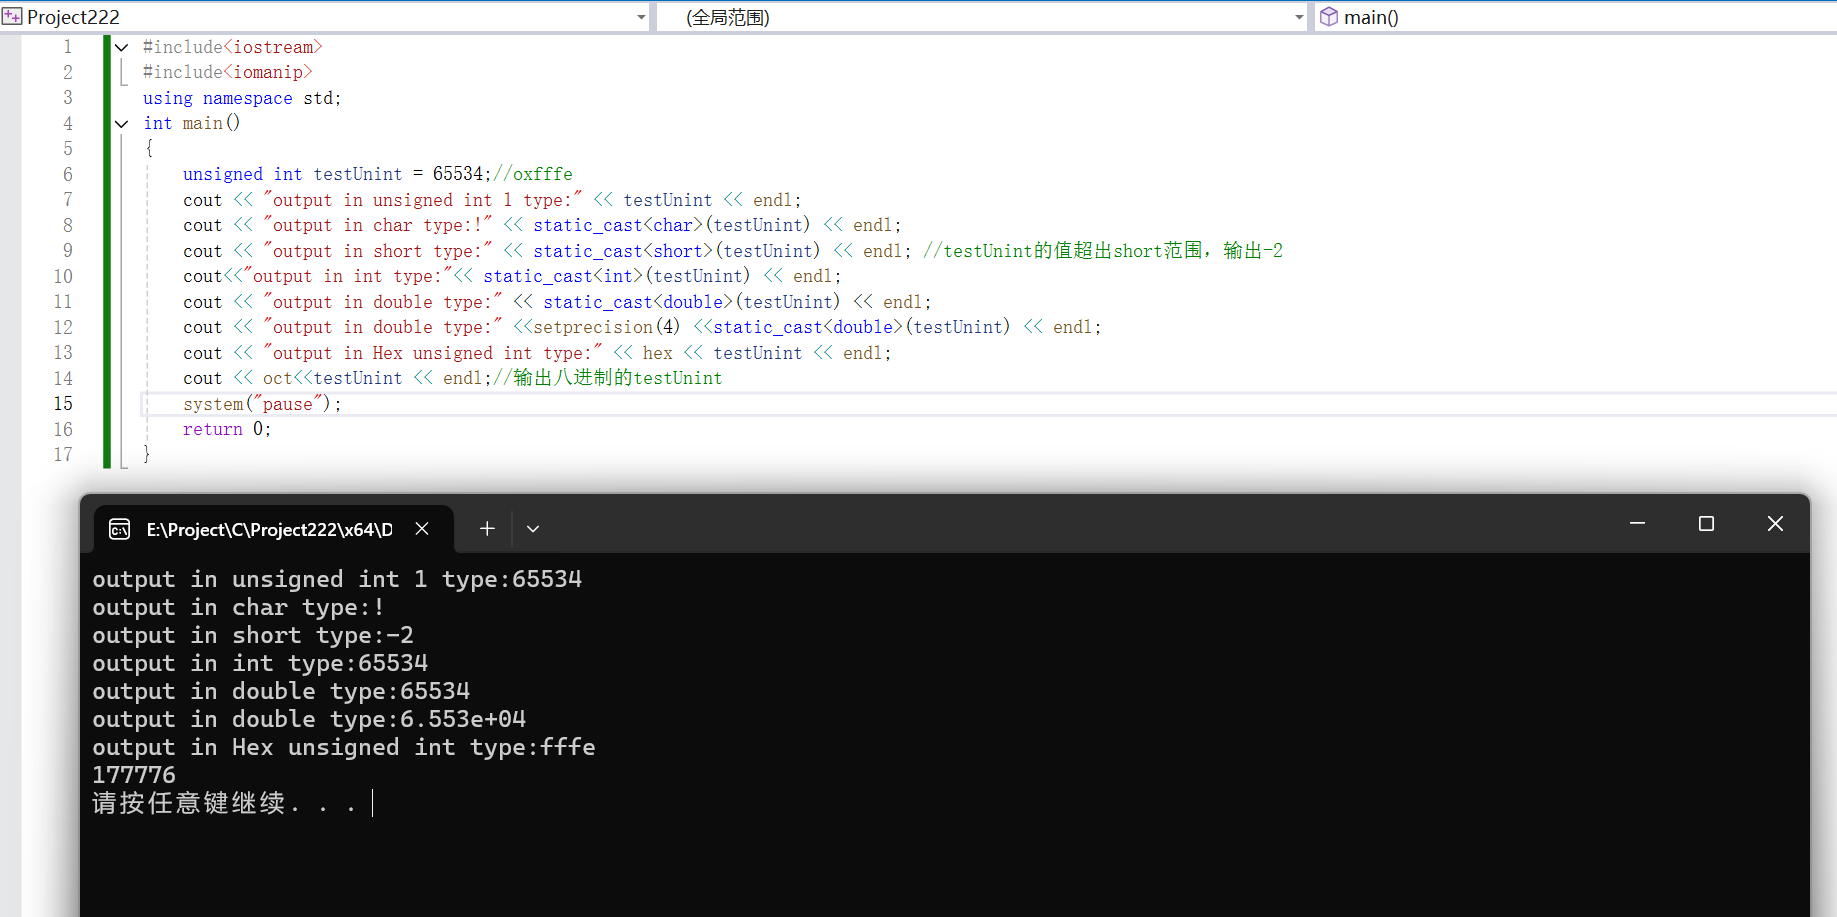 Project222 (全局范围) main()
1 #include<iostream>
2 #include<iomanip>
3 using namespace std;
4 int main()
5 {
6 unsigned int testUnint = 65534;//oxfffe
7 cout << "output in unsigned int 1 type:" << testUnint << endl;
8 cout << "output in char type:!" << static_cast<char>(testUnint) << endl;
9 cout << "output in short type:" << static_cast<short>(testUnint) << endl; //testUnint的值超出short范围，输出-2
10 cout<<"output in int type:"<< static_cast<int>(testUnint) << endl;
11 cout << "output in double type:" << static_cast<double>(testUnint) << endl;
12 cout << "output in double type:" <<setprecision(4) <<static_cast<double>(testUnint) << endl;
13 cout << "output in Hex unsigned int type:" << hex << testUnint << endl;
14 cout << oct<<testUnint << endl;//输出八进制的testUnint
15 system("pause");
16 return 0;
17 }
E:\Project\C\Project222\x64\D
output in unsigned int 1 type:65534
output in char type:!
output in short type:-2
output in int type:65534
output in double type:65534
output in double type:6.553e+04
output in Hex unsigned int type:fffe
177776
请按任意键继续. . .